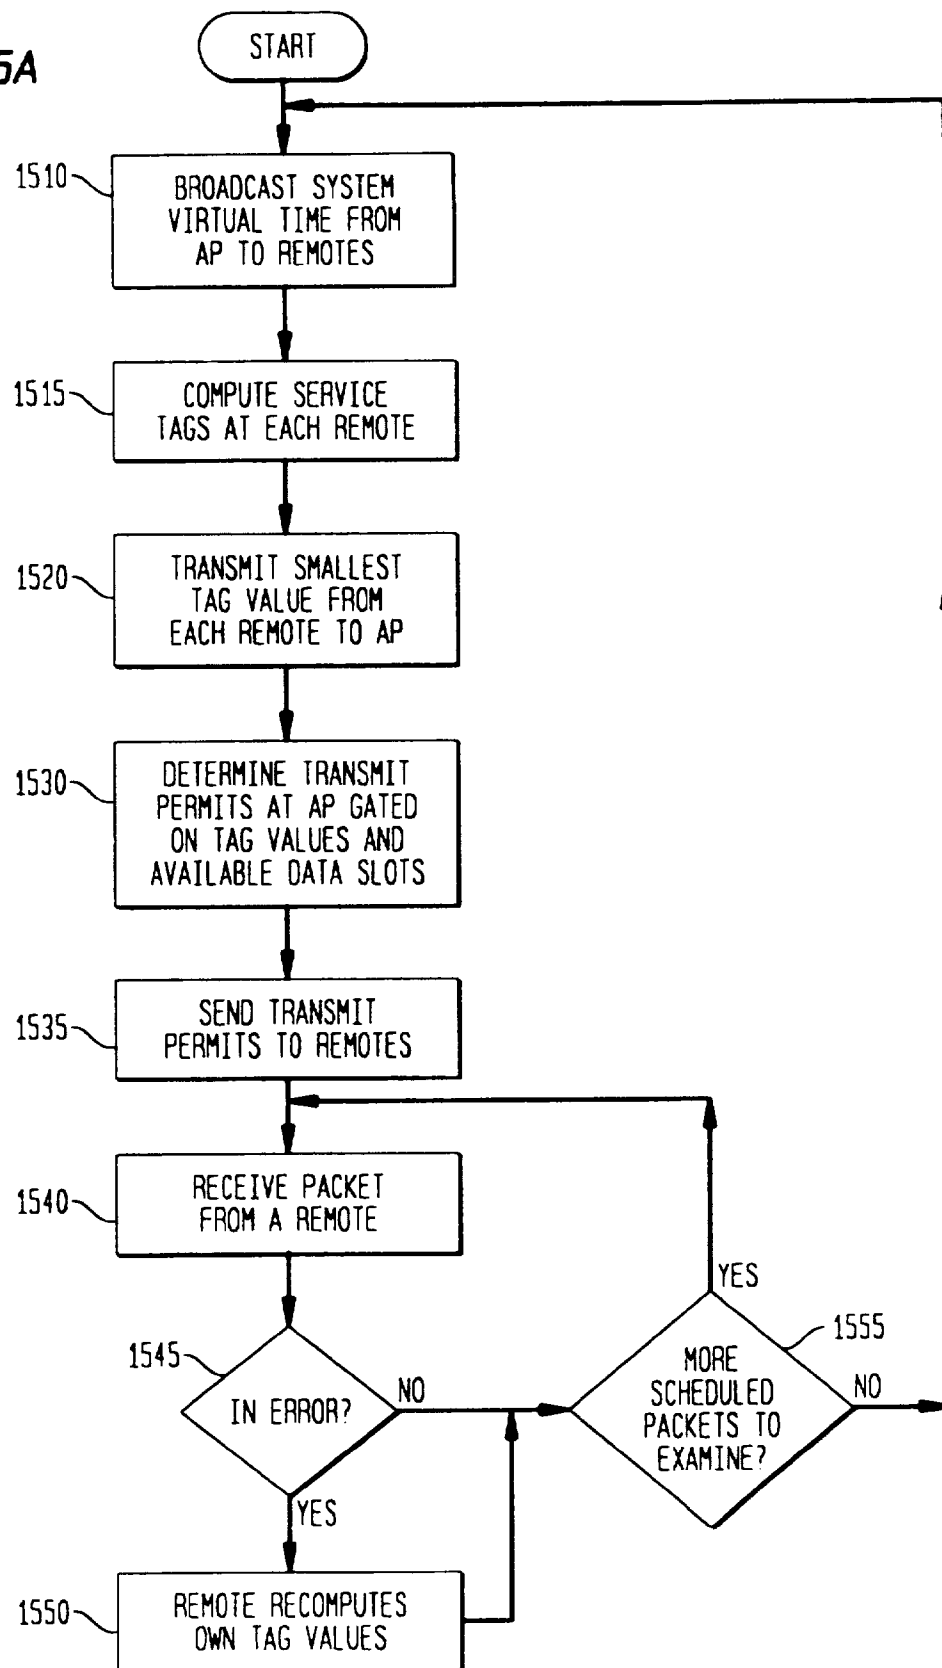 5A
START
1510
BROADCAST SYSTEM
VIRTUAL TIME FROM
AP TO REMOTES
1515
COMPUTE SERVICE
TAGS AT EACH REMOTE
1520
TRANSMIT SMALLEST
TAG VALUE FROM
EACH REMOTE TO AP
1530
DETERMINE TRANSMIT
PERMITS AT AP GATED
ON TAG VALUES AND
AVAILABLE DATA SLOTS
1535
SEND TRANSMIT
PERMITS TO REMOTES
1540
RECEIVE PACKET
FROM A REMOTE
1545
IN ERROR?
NO
YES
1550
REMOTE RECOMPUTES
OWN TAG VALUES
YES
1555
MORE
SCHEDULED
PACKETS TO
EXAMINE?
NO